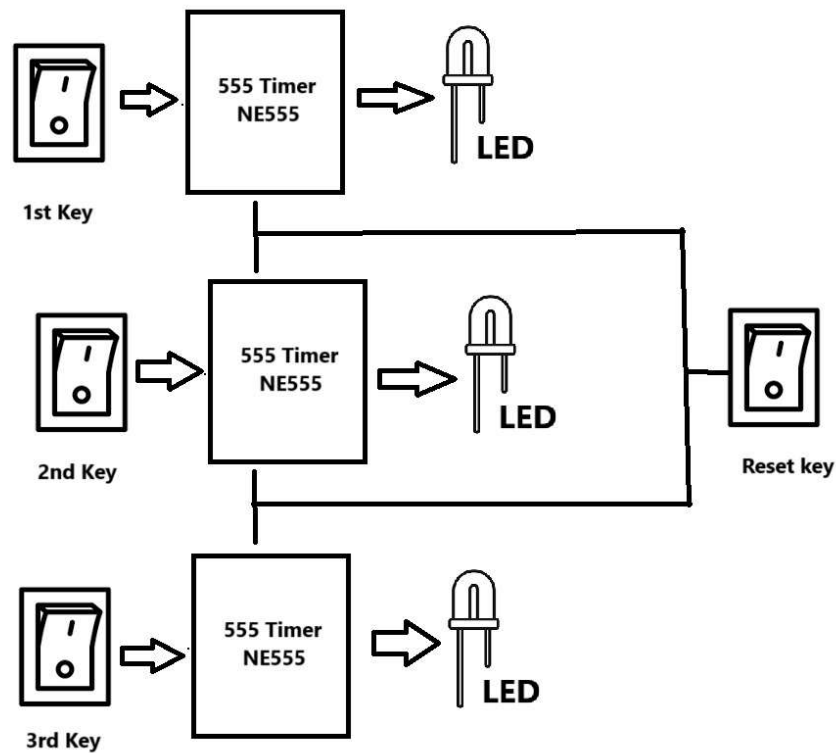 555 Timer
NE555
LED
1st Key
555 Timer
NE555
LED
2nd Key
Reset key
555 Timer
NE555
LED
3rd Key